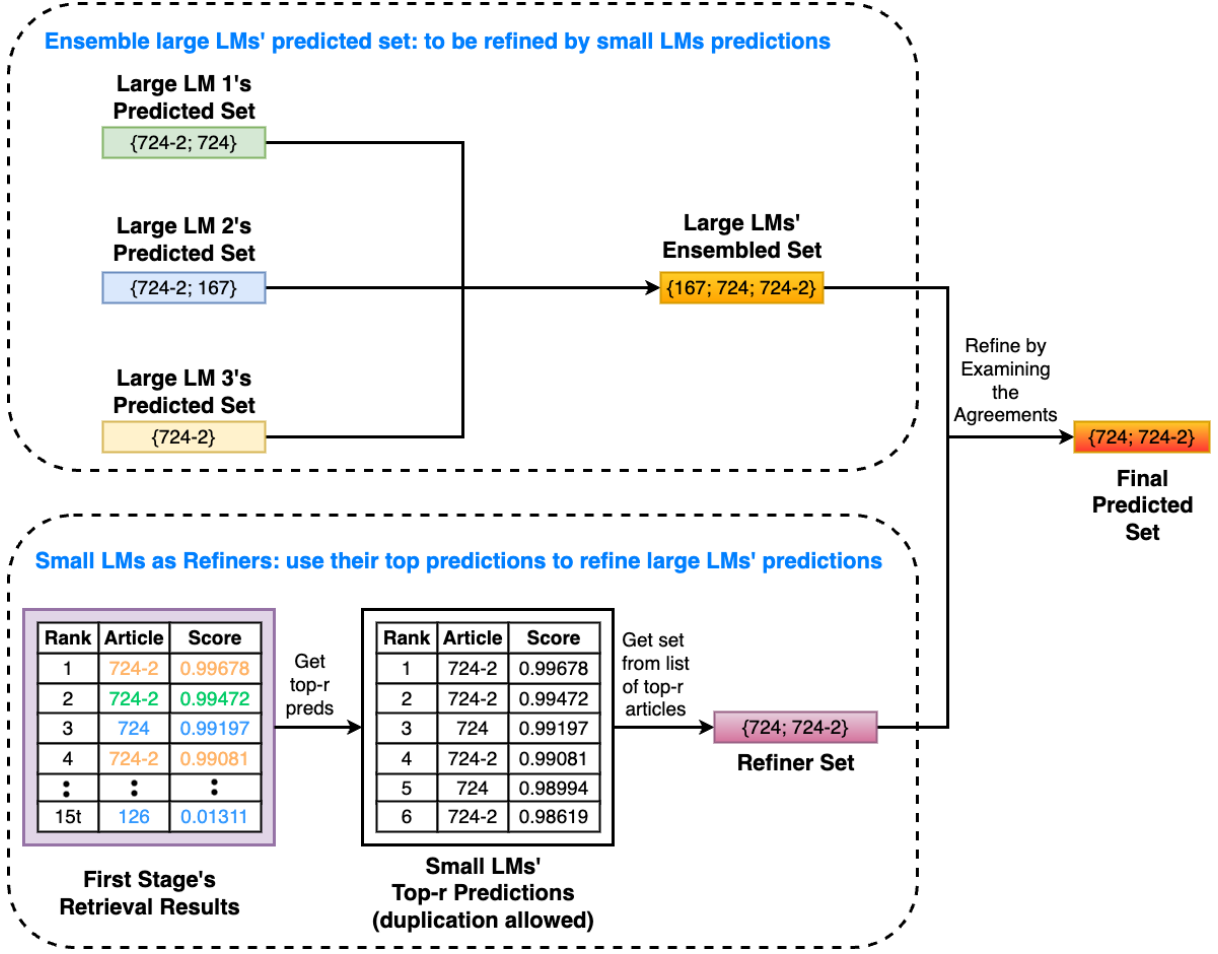 Ensemble large LMs' predicted set: to be refined by small LMs predictions
Large LM 1's
Predicted Set
{724-2; 724}
Large LM 2's
Predicted Set
{724-2; 167}
Large LM 3's
Predicted Set
{724-2}
Large LMs'
Ensembled Set
{167; 724; 724-2}
Refine by
Examining
the
Agreements
{724; 724-2}
Final
Predicted
Set
Small LMs as Refiners: use their top predictions to refine large LMs' predictions
Rank Article Score
1 724-2 0.99678
2 724-2 0.99472
3 724 0.99197
4 724-2 0.99081
15t 126 0.01311
First Stage's
Retrieval Results
Get
top-r
preds
Rank Article Score
1 724-2 0.99678
2 724-2 0.99472
3 724 0.99197
4 724-2 0.99081
5 724 0.98994
6 724-2 0.98619
Small LMs'
Top-r Predictions
(duplication allowed)
Get set
from list
of top-r
articles
{724; 724-2}
Refiner Set